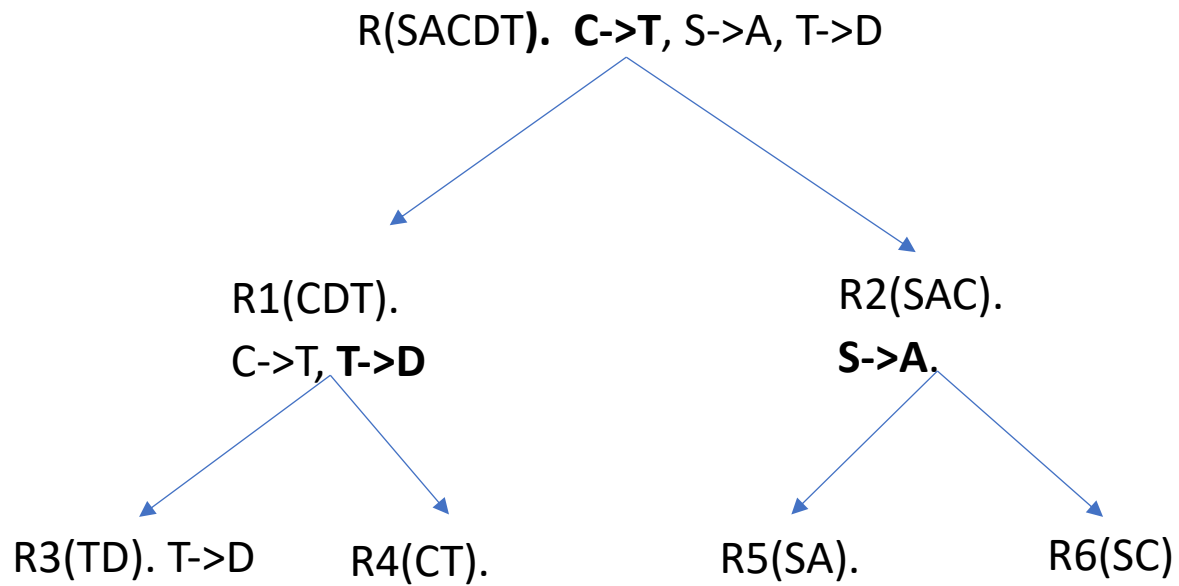 R(SACDT). C->T, S->A, T->D
R1(CDT).
C->T, T->D
R2(SAC).
S->A.
R3(TD). T->D
R4(CT).
R5(SA).
R6(SC)